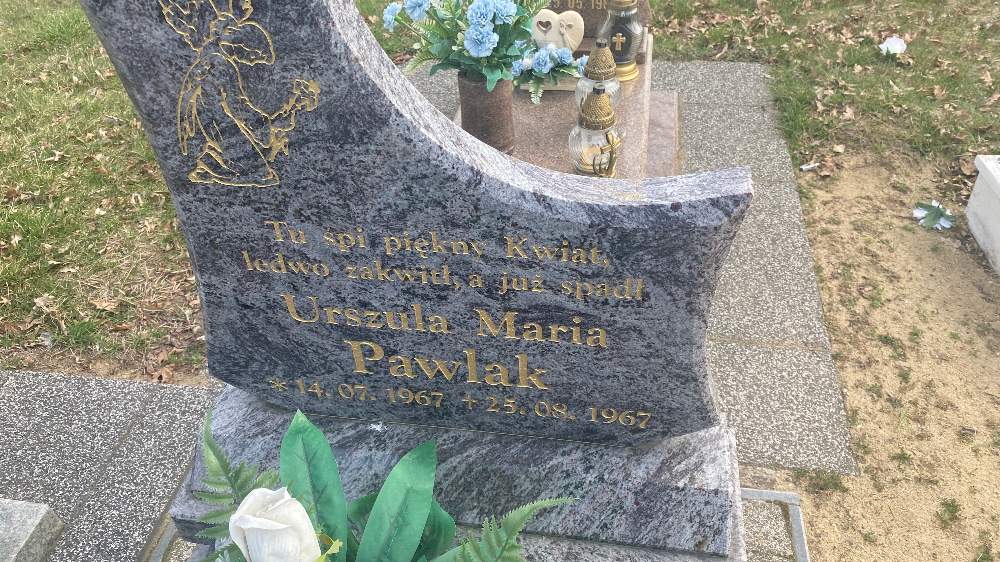 Tu śpi piękny Kwiat,
ledwo zakwitł, a już spadł
Urszula Maria
Pawlak
* 14. 07. 1967 + 25. 08. 1967